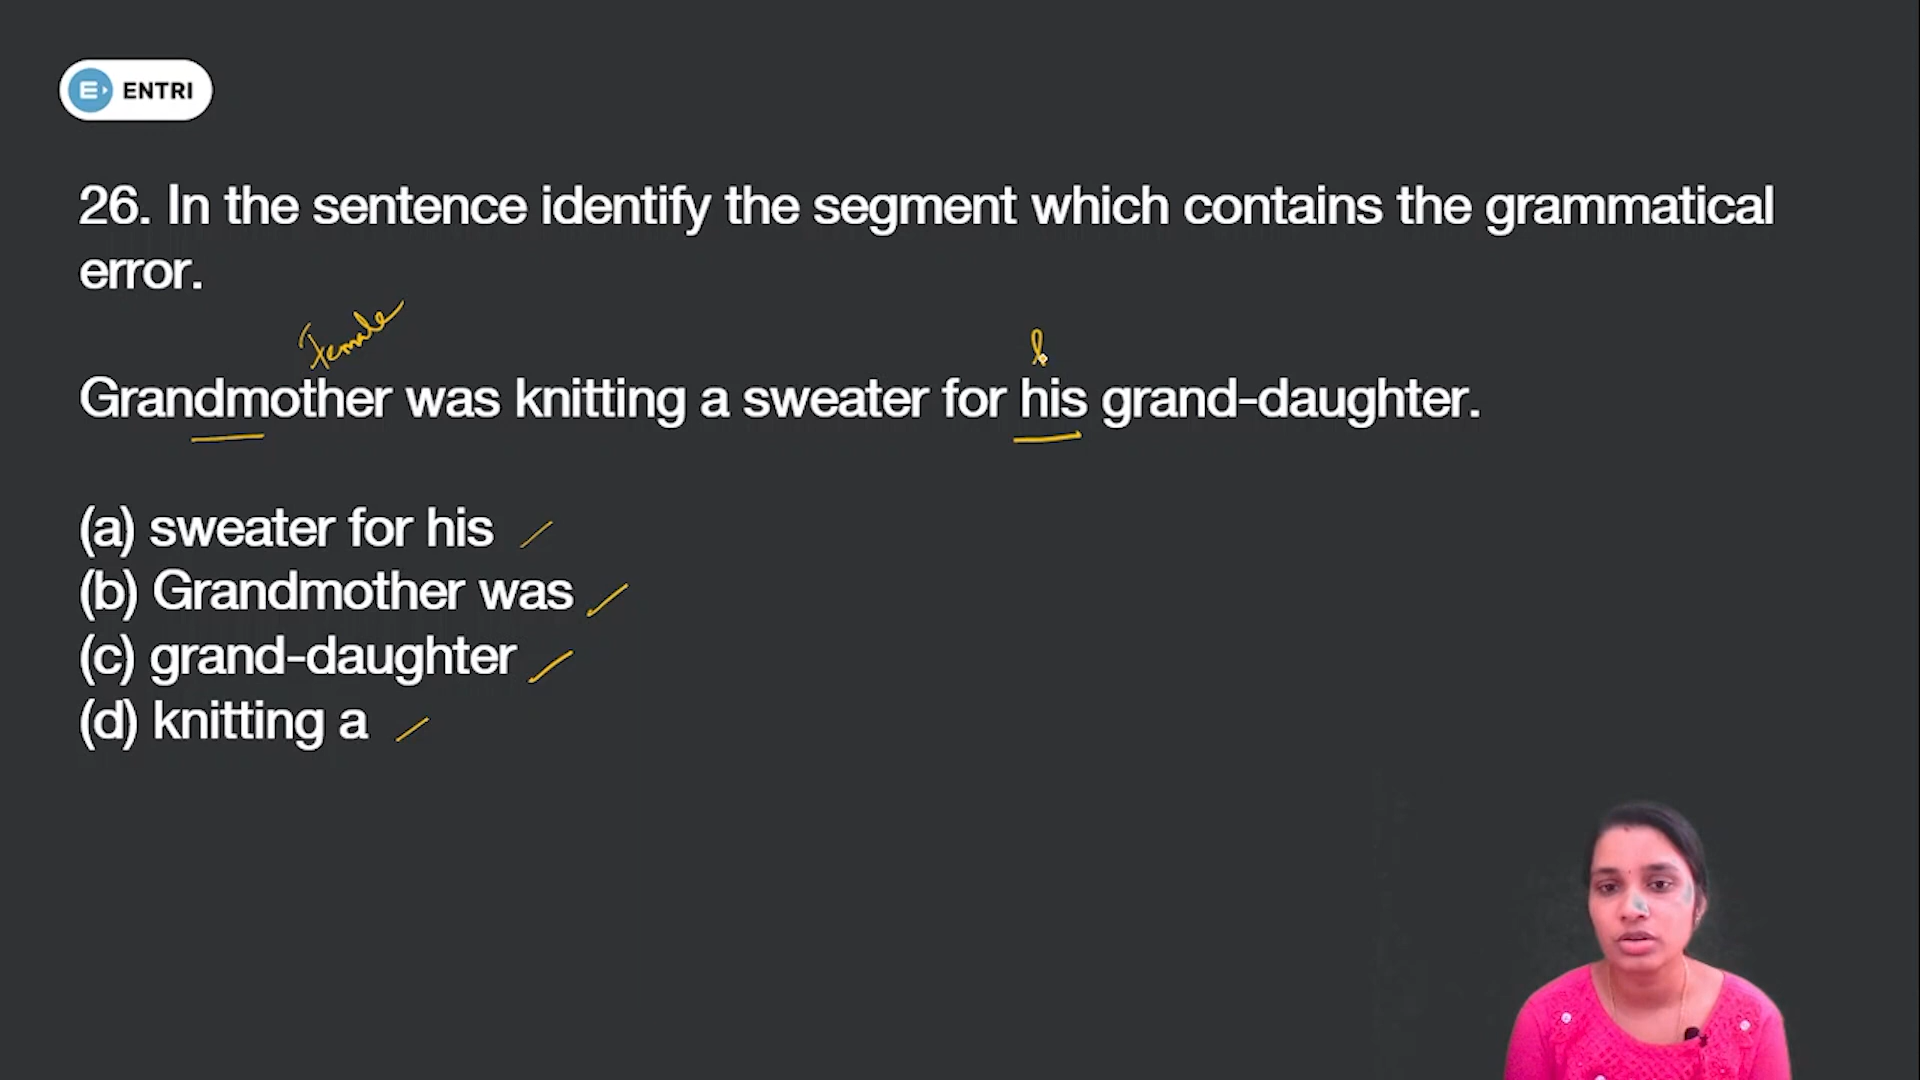 ENTRI
26. In the sentence identify the segment which contains the grammatical
error.
Female
h
Grandmother was knitting a sweater for his grand-daughter.
(a) sweater for his
(b) Grandmother was
(c) grand-daughter
(d) knitting a